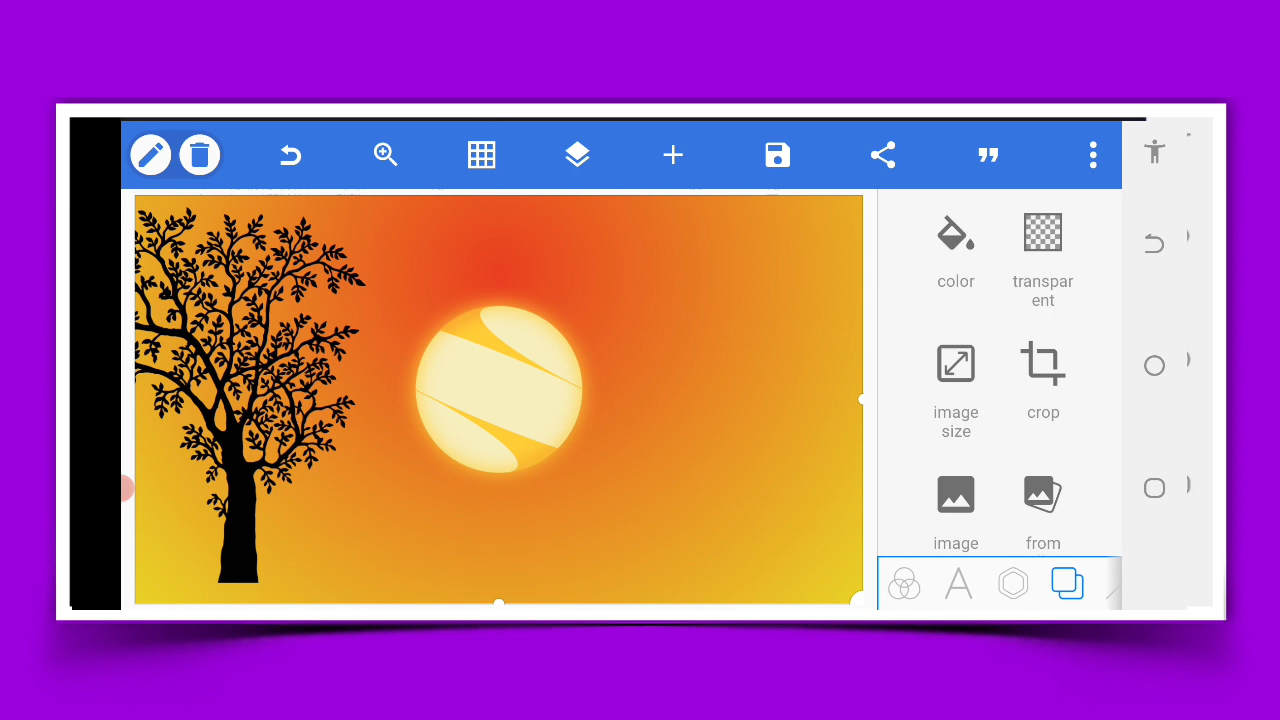 color
transpar
ent
image
size
crop
image
from